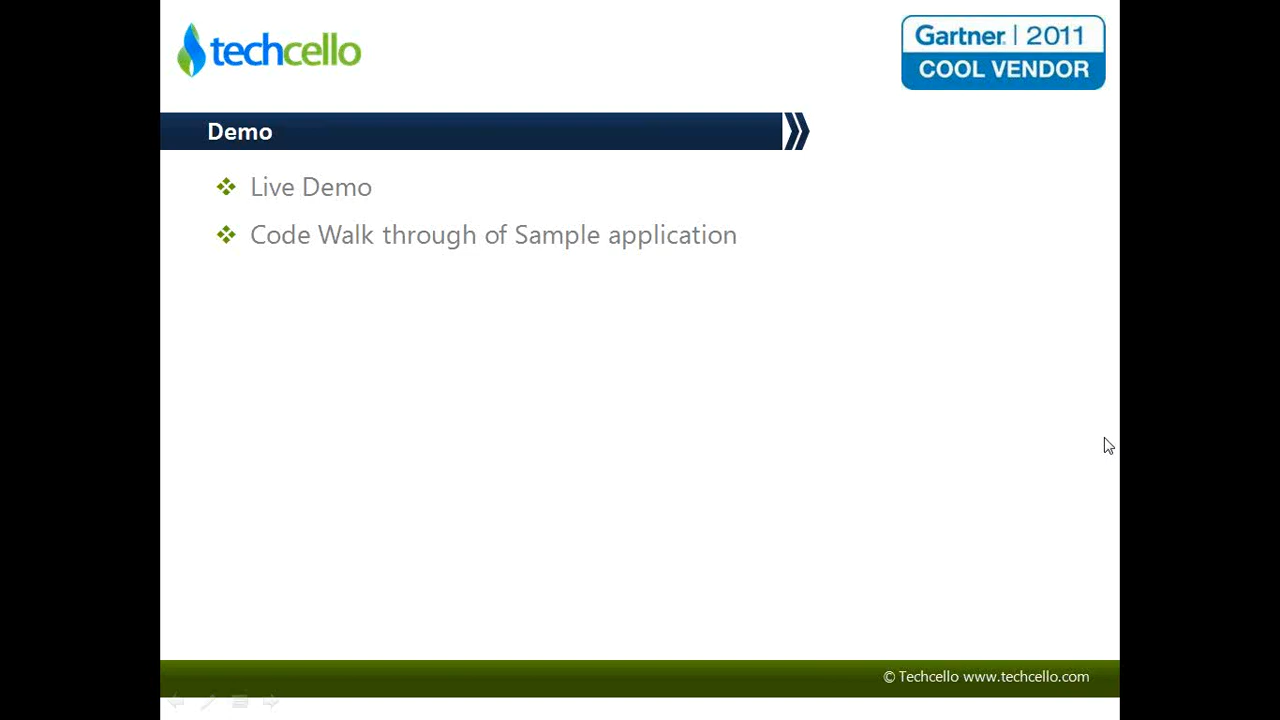 techcello
Gartner. | 2011
COOL VENDOR
Demo
Live Demo
Code Walk through of Sample application
© Techcello www.techcello.com